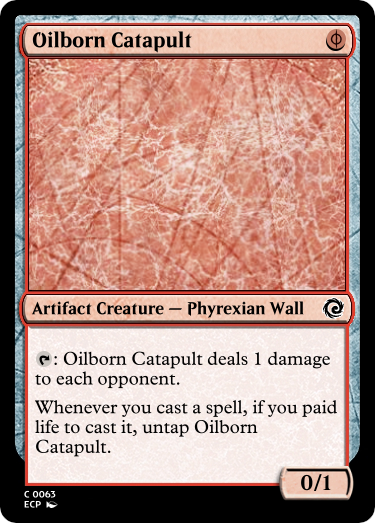 Oilborn Catapult
Artifact Creature — Phyrexian Wall
: Oilborn Catapult deals 1 damage
to each opponent.
Whenever you cast a spell, if you paid
life to cast it, untap Oilborn
Catapult.
0/1
C 0063
ECP